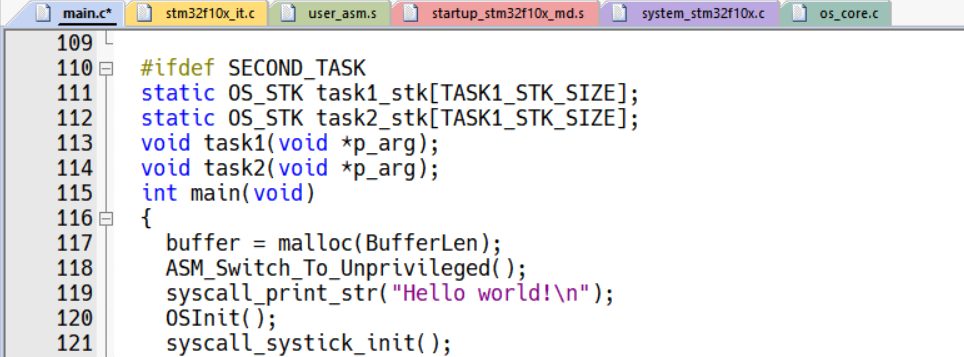 main.c* stm32f10x_it.c user_asm.s startup_stm32f10x_md.s system_stm32f10x.c os_core.c
109
110 #ifdef SECOND_TASK
111 static OS_STK task1_stk[TASK1_STK_SIZE];
112 static OS_STK task2_stk[TASK1_STK_SIZE];
113 void task1(void *p_arg);
114 void task2(void *p_arg);
115 int main(void)
116 {
117 buffer = malloc(BufferLen);
118 ASM_Switch_To_Unprivileged();
119 syscall_print_str("Hello world!\n");
120 OSInit();
121 syscall_systick_init();